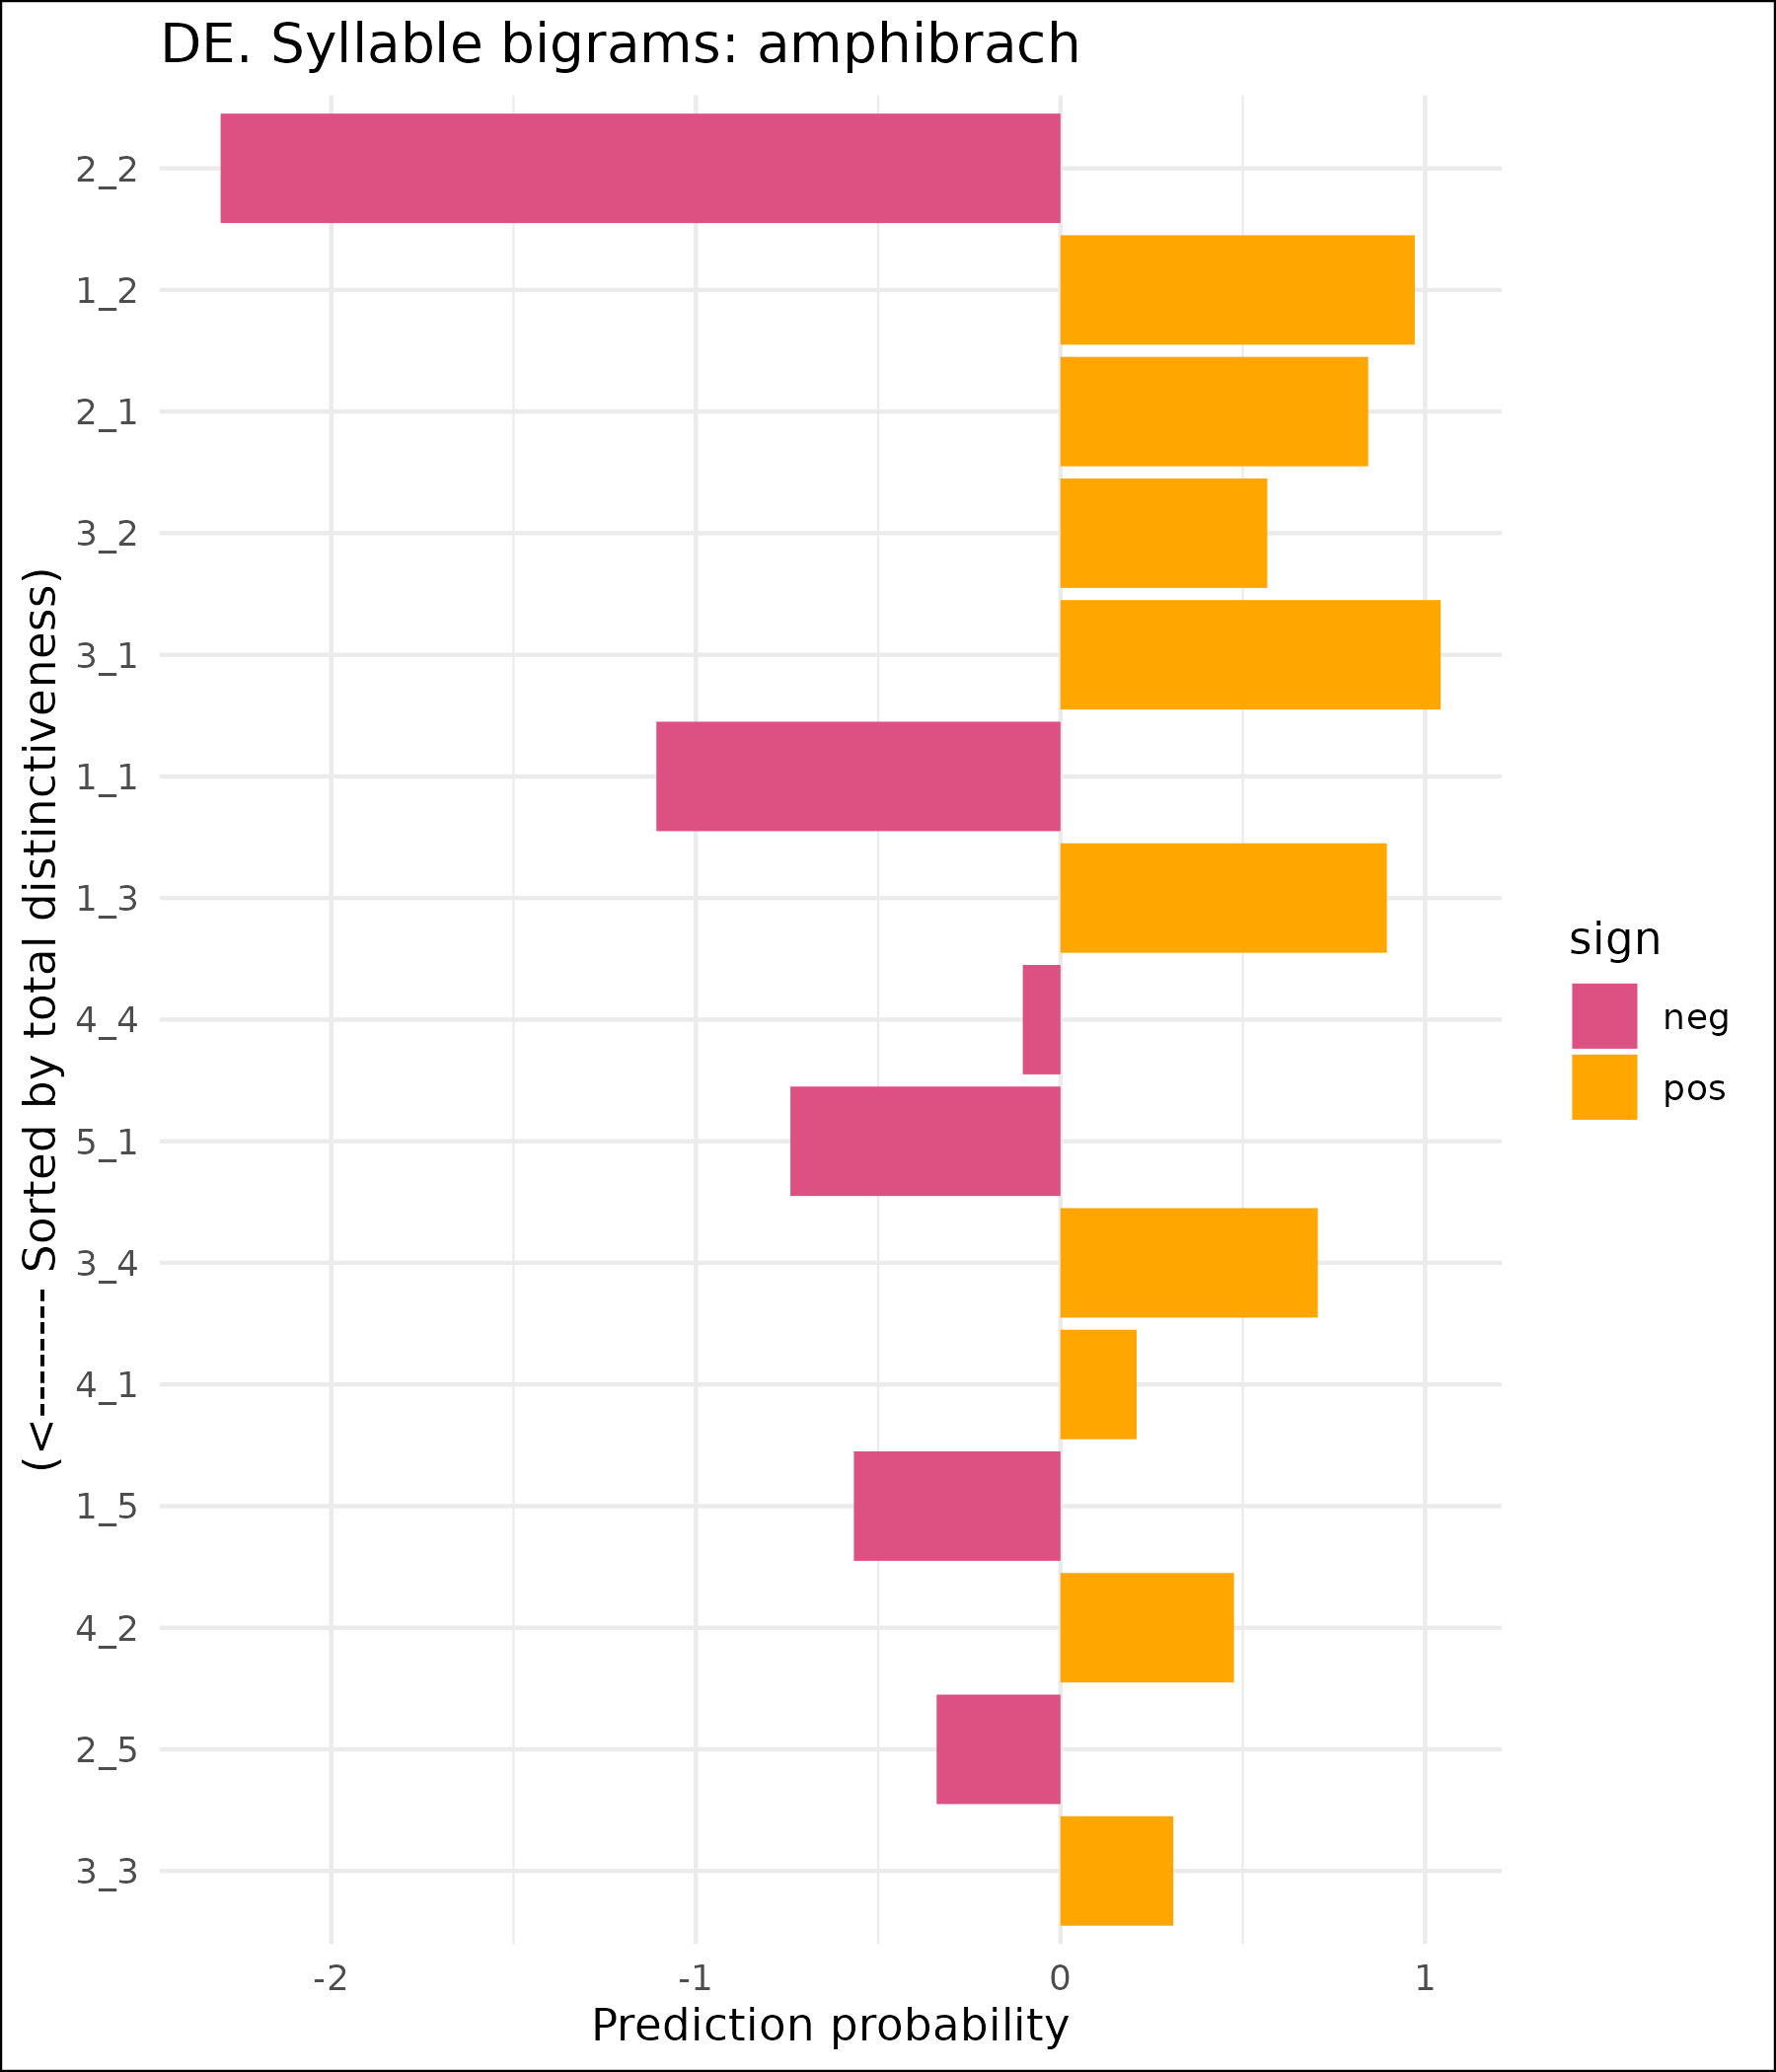 DE. Syllable bigrams: amphibrach
(<--------- Sorted by total distinctiveness)
2_2
1_2
2_1
3_2
3_1
1_1
1_3
4_4
5_1
3_4
4_1
1_5
4_2
2_5
3_3
-2 -1 0 1
Prediction probability
sign
neg
pos